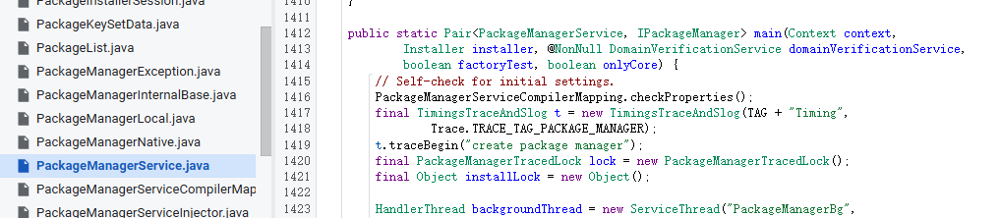 PackageInstallerSession.java
PackageKeySetData.java
PackageList.java
PackageManagerException.java
PackageManagerInternalBase.java
PackageManagerLocal.java
PackageManagerNative.java
PackageManagerService.java
PackageManagerServiceCompilerMap
PackageManagerServiceInjector.java
1410 }
1411
1412 public static Pair<PackageManagerService, IPackageManager> main(Context context,
1413 Installer installer, @NonNull DomainVerificationService domainVerificationService,
1414 boolean factoryTest, boolean onlyCore) {
1415 // Self-check for initial settings.
1416 PackageManagerServiceCompilerMapping.checkProperties();
1417 final TimingsTraceAndSlog t = new TimingsTraceAndSlog(TAG + "Timing",
1418 Trace.TRACE_TAG_PACKAGE_MANAGER);
1419 t.traceBegin("create package manager");
1420 final PackageManagerTracedLock lock = new PackageManagerTracedLock();
1421 final Object installLock = new Object();
1422
1423 HandlerThread backgroundThread = new ServiceThread("PackageManagerBg",